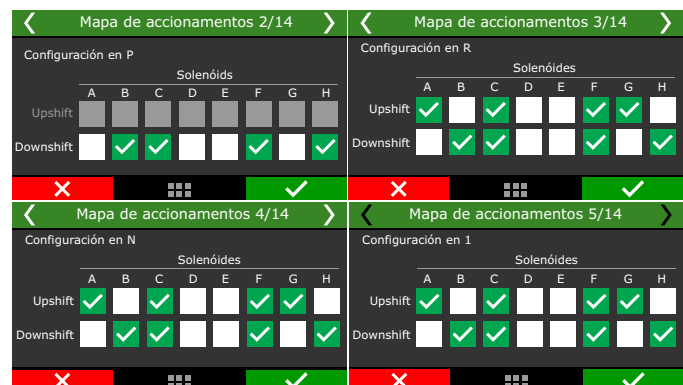 Mapa de accionamentos 2/14
Configuración en P
Solenóids
A B C D E F G H
Upshift
Downshift
Mapa de accionamentos 3/14
Configuración en R
Solenóides
A B C D E F G H
Upshift
Downshift
Mapa de accionamentos 4/14
Configuración en N
Solenóides
A B C D E F G H
Upshift
Downshift
Mapa de accionamentos 5/14
Configuración en 1
Solenóides
A B C D E F G H
Upshift
Downshift